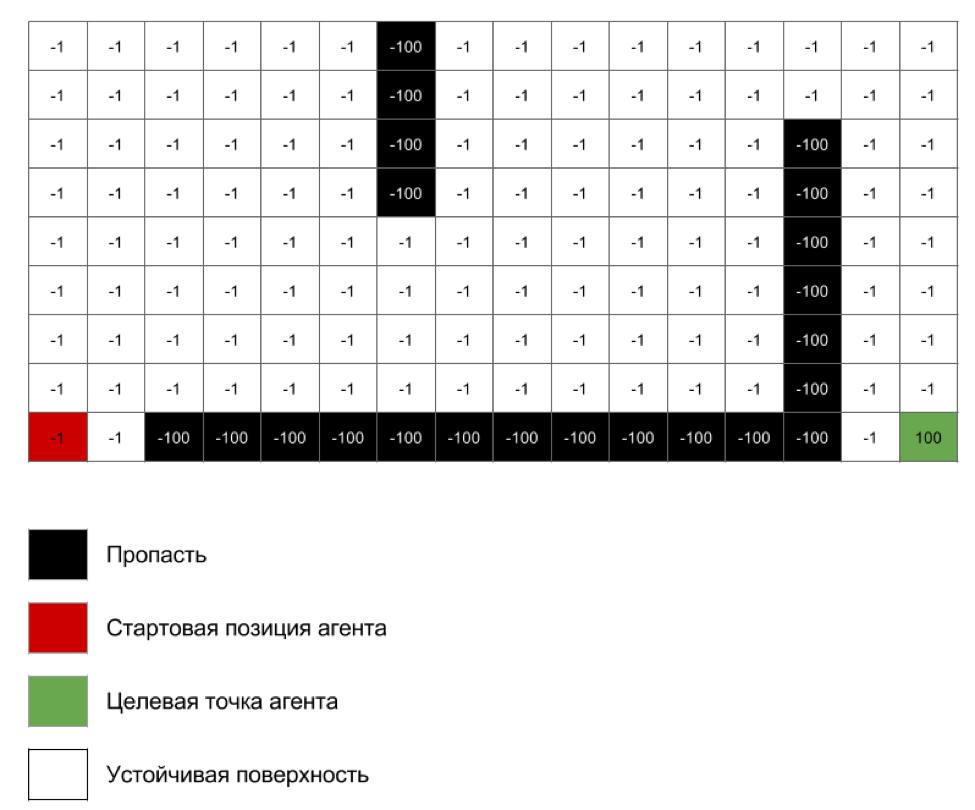 -1 -1 -1 -1 -1 -1 -100 -1 -1 -1 -1 -1 -1 -1 -1 -1
-1 -1 -1 -1 -1 -1 -100 -1 -1 -1 -1 -1 -1 -1 -1 -1
-1 -1 -1 -1 -1 -1 -100 -1 -1 -1 -1 -1 -1 -100 -1 -1
-1 -1 -1 -1 -1 -1 -100 -1 -1 -1 -1 -1 -1 -100 -1 -1
-1 -1 -1 -1 -1 -1 -1 -1 -1 -1 -1 -1 -1 -100 -1 -1
-1 -1 -1 -1 -1 -1 -1 -1 -1 -1 -1 -1 -1 -100 -1 -1
-1 -1 -1 -1 -1 -1 -1 -1 -1 -1 -1 -1 -1 -100 -1 -1
-1 -1 -1 -1 -1 -1 -1 -1 -1 -1 -1 -1 -1 -100 -1 -1
-1 -1 -100 -100 -100 -100 -100 -100 -100 -100 -100 -100 -100 -100 -1 100
Пропасть
Стартовая позиция агента
Целевая точка агента
Устойчивая поверхность